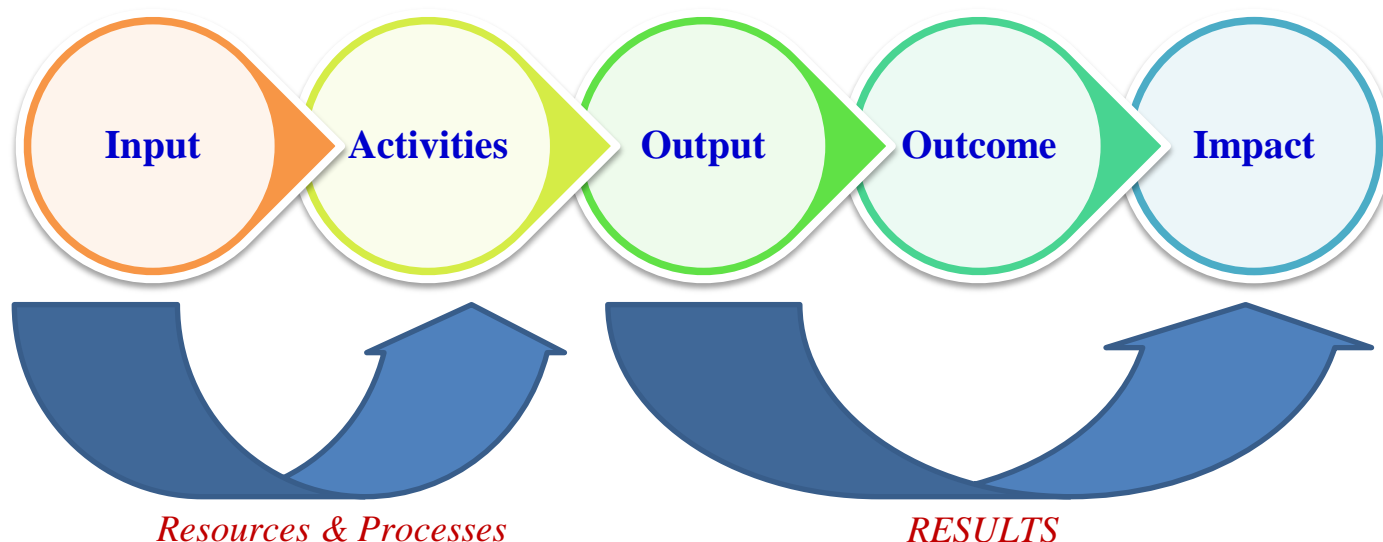 Input
Activities
Output
Outcome
Impact
Resources & Processes
RESULTS